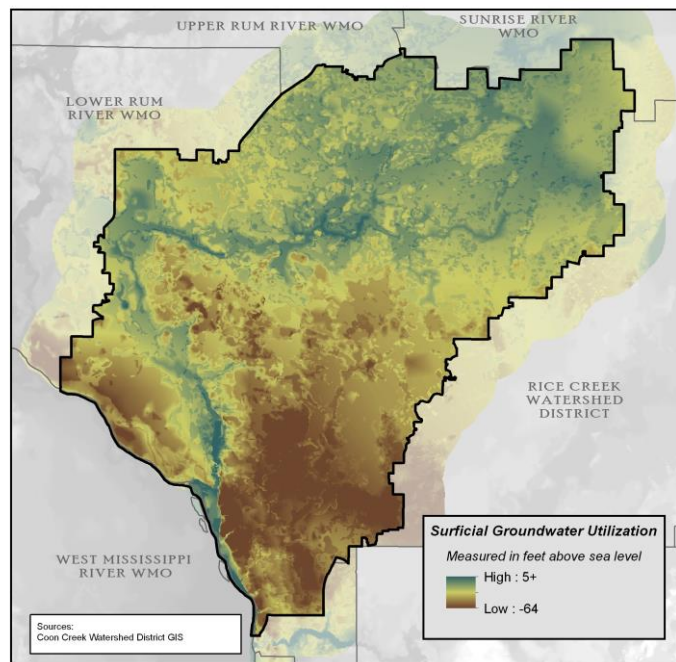 UPPER RUM RIVER WMO
SUNRISE RIVER
WMO
LOWER RUM
RIVER WMO
RICE CREEK
WATERSHED
DISTRICT
WEST MISSISSIPPI
RIVER WMO
Surficial Groundwater Utilization
Measured in feet above sea level
High : 5+
Low : -64
Sources:
Coon Creek Watershed District GIS